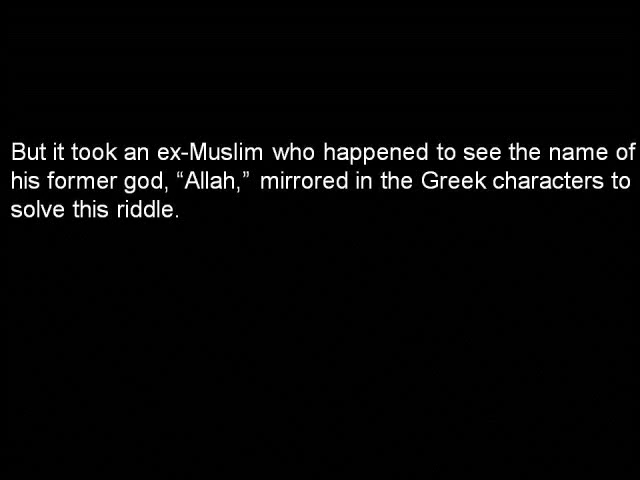 But it took an ex-Muslim who happened to see the name of
his former god, “Allah,” mirrored in the Greek characters to
solve this riddle.